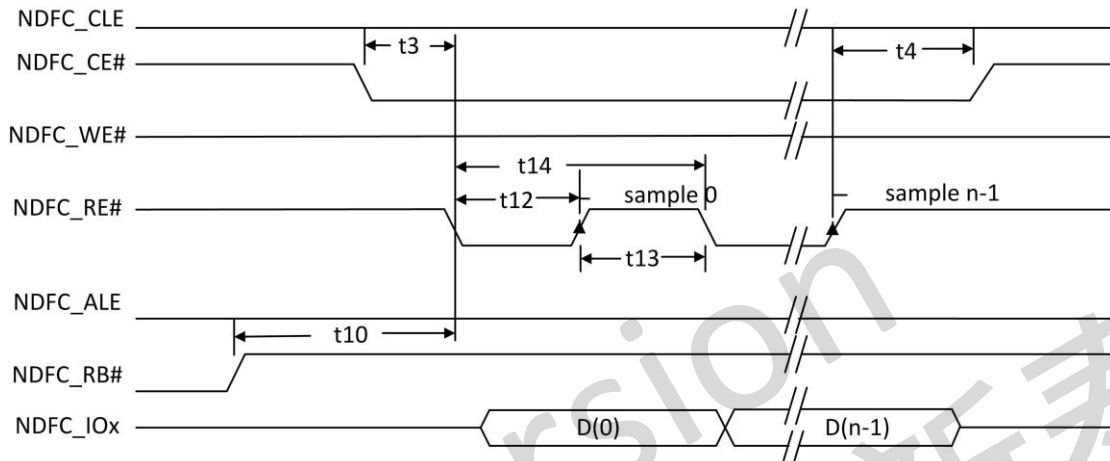 NDFC_CLE
t3
t4
NDFC_CE#
NDFC_WE#
t14
t12
sample 0
sample n-1
NDFC_RE#
t13
NDFC_ALE
t10
NDFC_RB#
NDFC_IOx
D(0)
D(n-1)
rsion